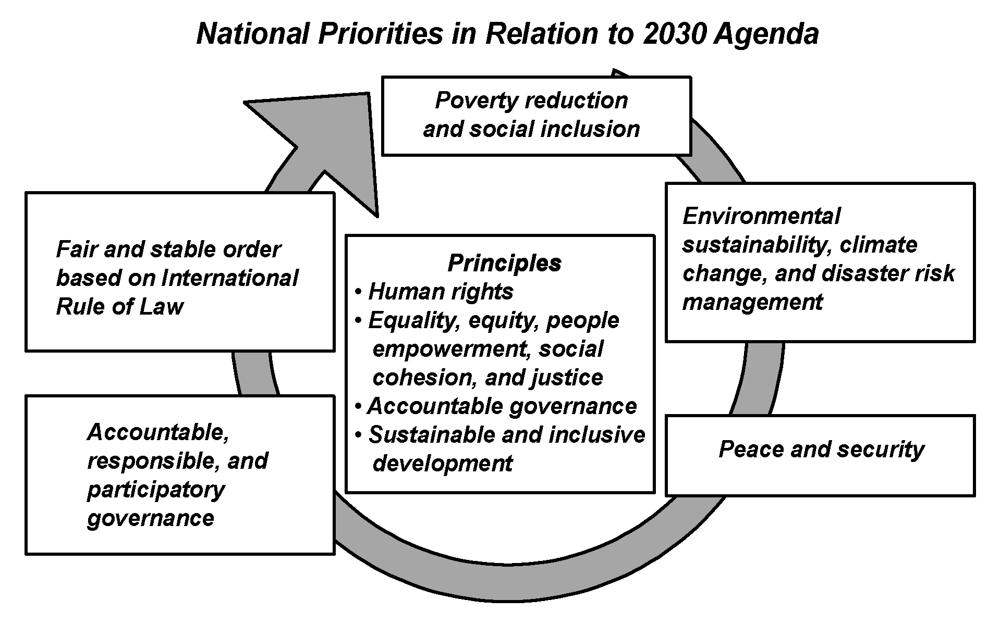 National Priorities in Relation to 2030 Agenda
Poverty reduction
and social inclusion
Environmental
sustainability, climate
change, and disaster risk
management
Peace and security
Accountable,
responsible, and
participatory
governance
Fair and stable order
based on International
Rule of Law
Principles
• Human rights
• Equality, equity, people
empowerment, social
cohesion, and justice
• Accountable governance
• Sustainable and inclusive
development